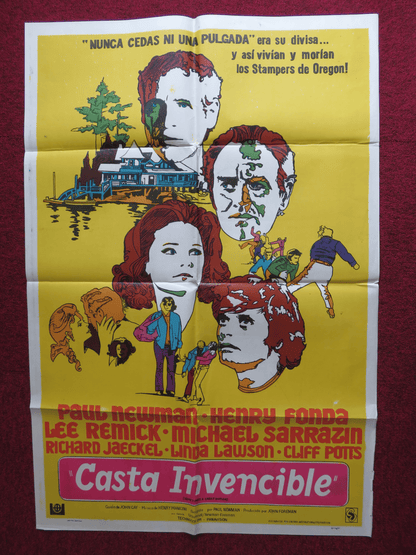 "NUNCA CEDAS NI UNA PULGADA" era su divisa...
y así vivían y morían
los Stampers de Oregon!
PAUL NEWMAN · HENRY FONDA
LEE REMICK · MICHAEL SARRAZIN
RICHARD JAECKEL · LINDA LAWSON · CLIFF POTTS
"Casta Invencible"